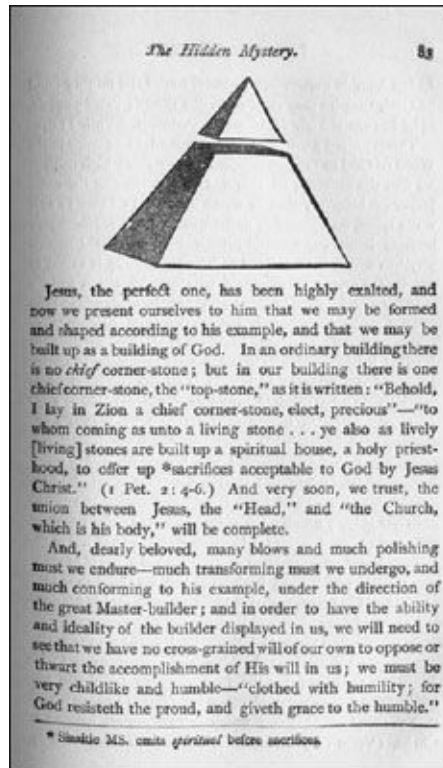 The Hidden Mystery. 83
Jesus, the perfect one, has been highly exalted, and
now we present ourselves to him that we may be formed
and shaped according to his example, and that we may be
built up as a building of God. In an ordinary building there
is no chief corner-stone; but in our building there is one
chief corner-stone, the "top-stone," as it is written: "Behold,
I lay in Zion a chief corner-stone, elect, precious"—"to
whom coming as unto a living stone . . . ye also as lively
[living] stones are built up a spiritual house, a holy priest-
hood, to offer up *sacrifices acceptable to God by Jesus
Christ." (1 Pet. 2: 4-6.) And very soon, we trust, the
union between Jesus, the "Head," and "the Church,
which is his body," will be complete.
And, dearly beloved, many blows and much polishing
must we endure—much transforming must we undergo, and
much conforming to his example, under the direction of
the great Master-builder; and in order to have the ability
and ideality of the builder displayed in us, we will need to
see that we have no cross-grained will of our own to oppose or
thwart the accomplishment of His will in us; we must be
very childlike and humble—"clothed with humility; for
God resisteth the proud, and giveth grace to the humble."
* Sinaitic MS. omits spiritual before sacrifices.